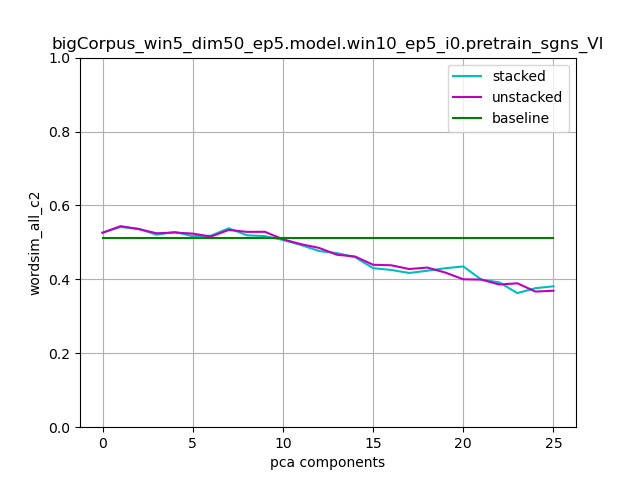 bigCorpus_win5_dim50_ep5.model.win10_ep5_i0.pretrain_sgns_VI
stacked
unstacked
baseline
1.0
0.8
0.6
0.4
0.2
0.0
wordsim_all_c2
0 5 10 15 20 25
pca components